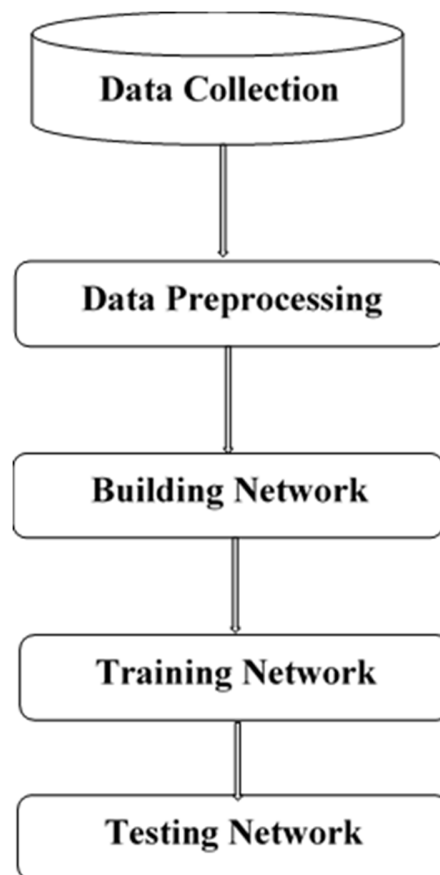 Data Collection
Data Preprocessing
Building Network
Training Network
Testing Network